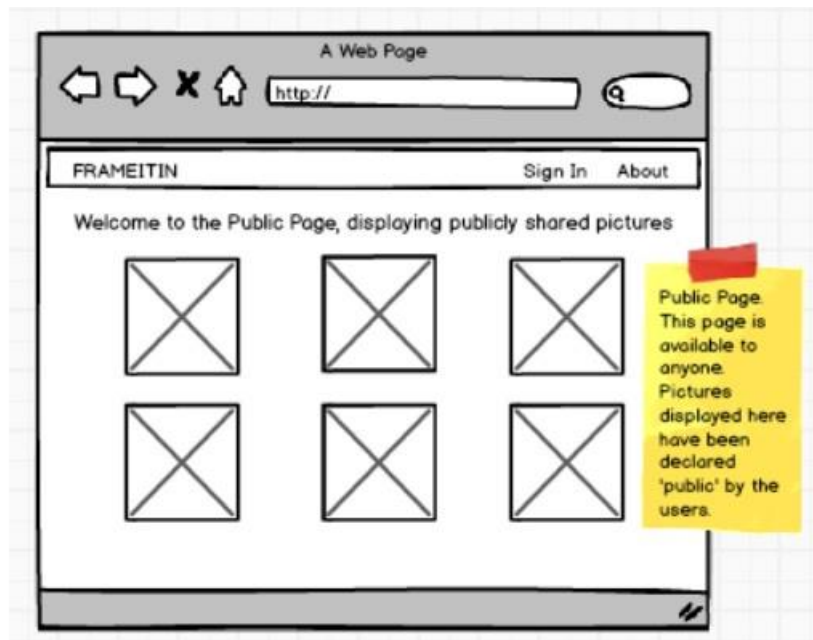 A Web Page
http://
FRAMEITIN Sign In About
Welcome to the Public Page, displaying publicly shared pictures
Public Page.
This page is
available to
anyone.
Pictures
displayed here
have been
declared
'public' by the
users.